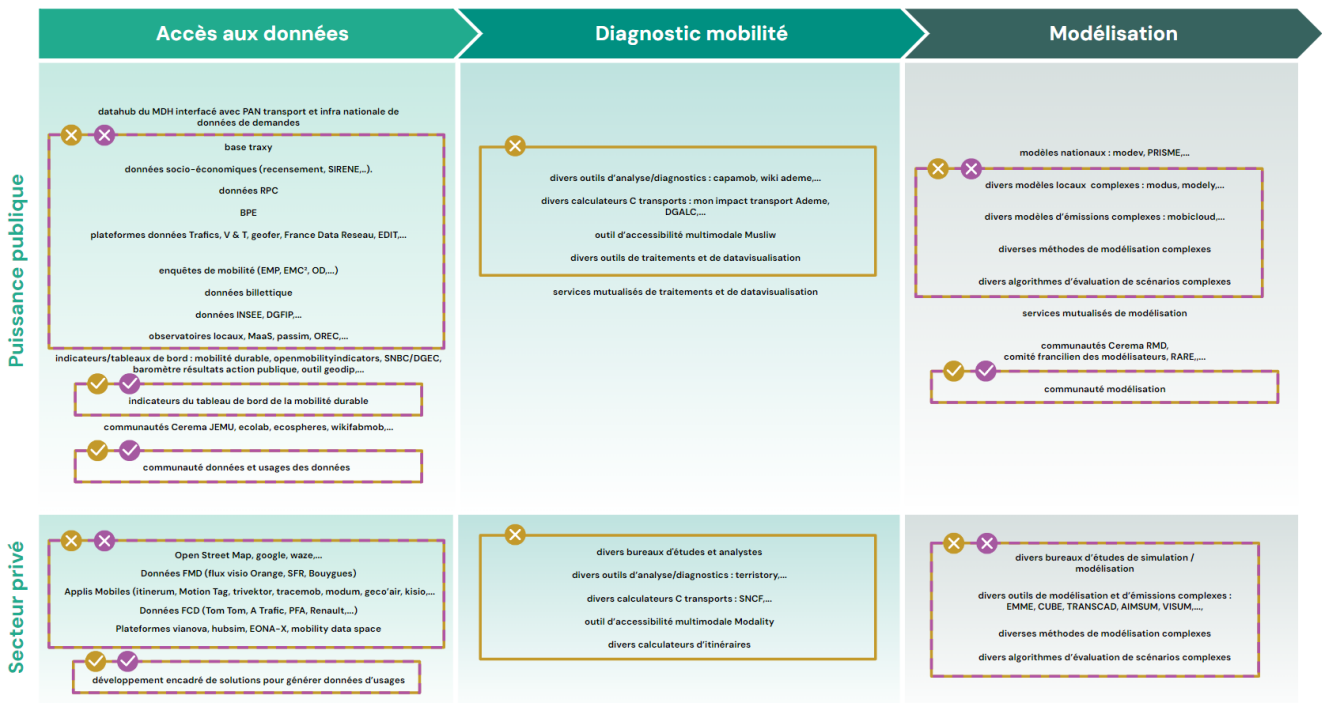 Accès aux données
Diagnostic mobilité
Modélisation
Puissance publique
datahub du MDH interfacé avec PAN transport et infra nationale de
données de demandes
base traxy
données socio-économiques (recensement, SIRENE,..).
données RPC
BPE
plateformes données Trafics, V & T, geofer, France Data Reseau, EDIT,...
enquêtes de mobilité (EMP, EMC², OD,...)
données billettique
données INSEE, DGFIP,...
observatoires locaux, MaaS, passim, OREC,...
indicateurs/tableaux de bord : mobilité durable, openmobilityindicators, SNBC/DGEC,
baromètre résultats action publique, outil geodip,...
indicateurs du tableau de bord de la mobilité durable
communautés Cerema JEMU, ecolab, ecospheres, wikifabmob,...
communauté données et usages des données
divers outils d'analyse/diagnostics : capamob, wiki ademe,...
divers calculateurs C transports : mon impact transport Ademe,
DGALC,...
outil d'accessibilité multimodale Musliw
divers outils de traitements et de datavisualisation
services mutualisés de traitements et de datavisualisation
modèles nationaux : modev, PRISME,...
divers modèles locaux complexes : modus, modely,...
divers modèles d'émissions complexes : mobicloud,...
diverses méthodes de modélisation complexes
divers algorithmes d'évaluation de scénarios complexes
services mutualisés de modélisation
communautés Cerema RMD,
comité francilien des modélisateurs, RARE,,...
communauté modélisation
Secteur privé
Open Street Map, google, waze,...
Données FMD (flux visio Orange, SFR, Bouygues)
Applis Mobiles (itinerum, Motion Tag, trivektor, tracemob, modum, geco'air, kisio,...
Données FCD (Tom Tom, A Trafic, PFA, Renault,...)
Plateformes vianova, hubsim, EONA-X, mobility data space
développement encadré de solutions pour générer données d'usages
divers bureaux d'études et analystes
divers outils d'analyse/diagnostics : terristory,...
divers calculateurs C transports : SNCF,...
outil d'accessibilité multimodale Modality
divers calculateurs d'itinéraires
divers bureaux d'études de simulation /
modélisation
divers outils de modélisation et d'émissions complexes :
EMME, CUBE, TRANSCAD, AIMSUM, VISUM,...,
diverses méthodes de modélisation complexes
divers algorithmes d'évaluation de scénarios complexes